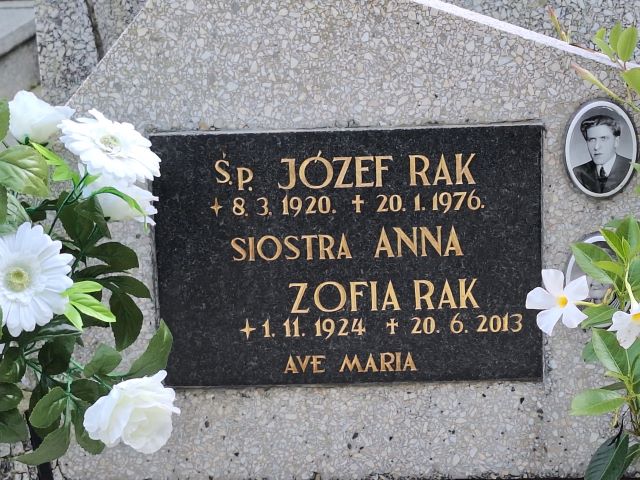 Ś.P. JÓZEF RAK
✦ 8. 3. 1920. ✝ 20. 1. 1976.
SIOSTRA ANNA
ZOFIA RAK
✦ 1. 11. 1924 ✝ 20. 6. 2013
AVE MARIA